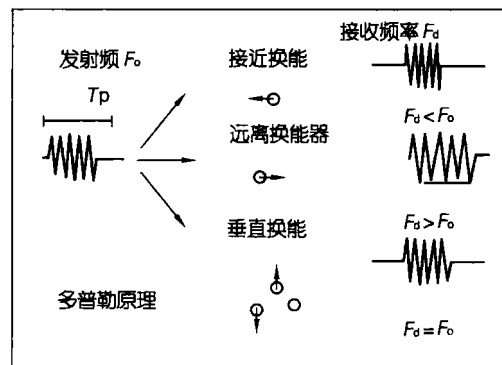 接收频率 Fd
发射频 Fo
接近换能
Tp
Fd < Fo
远离换能器
垂直换能
Fd > Fo
多普勒原理
Fd = Fo